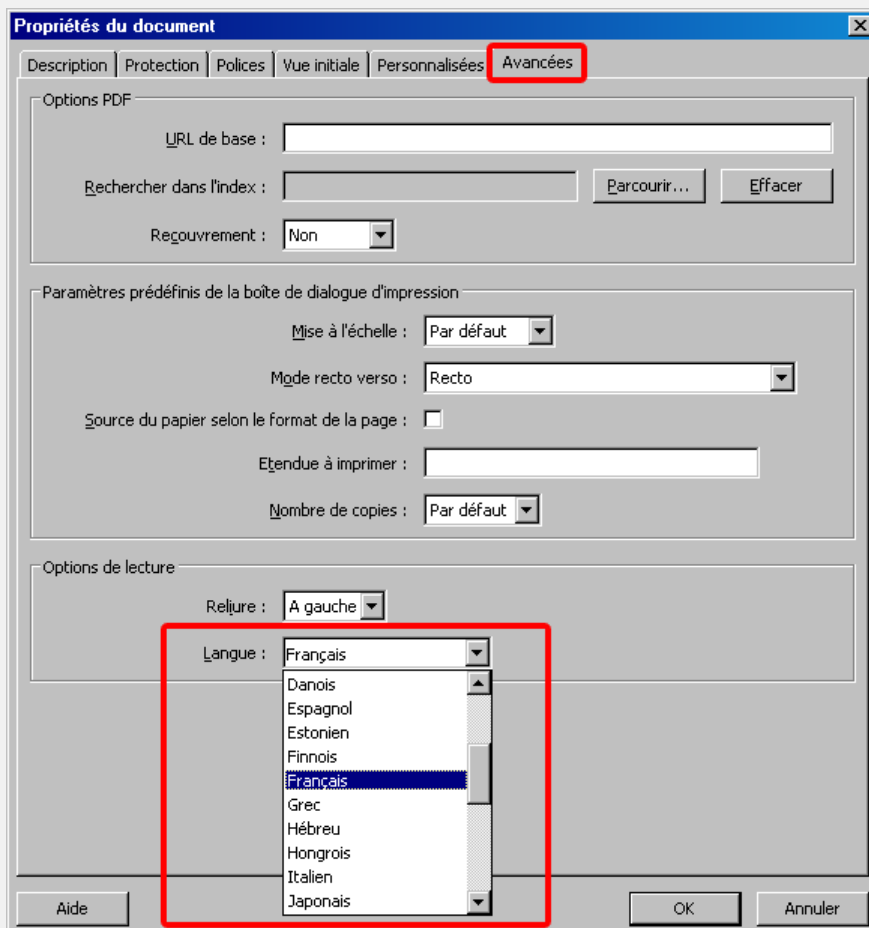 Propriétés du document
Description Protection Polices Vue initiale Personnalisées Avancées
Options PDF
URL de base :
Rechercher dans l'index : Parcourir... Effacer
Recouvrement : Non
Paramètres prédéfinis de la boîte de dialogue d'impression
Mise à l'échelle : Par défaut
Mode recto verso : Recto
Source du papier selon le format de la page :
Etendue à imprimer :
Nombre de copies : Par défaut
Options de lecture
Reliure : A gauche
Langue : Français
Danois
Espagnol
Estonien
Finnois
Français
Grec
Hébreu
Hongrois
Italien
Japonais
Aide OK Annuler